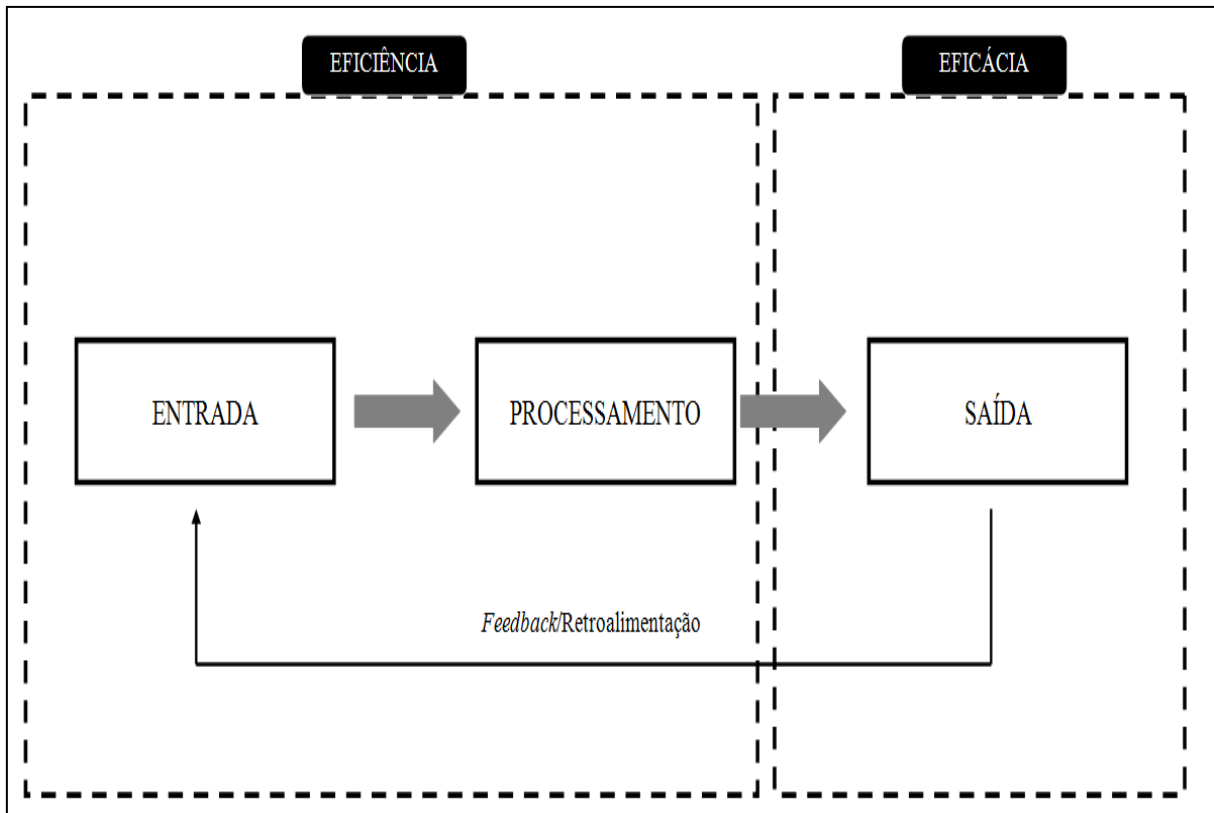 EFICIÊNCIA
EFICÁCIA
ENTRADA
PROCESSAMENTO
SAÍDA
Feedback/Retroalimentação